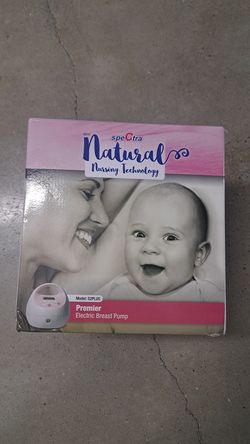 speCtra
Natural
Nursing Technology
Model: S2PLUS
Premier
Electric Breast Pump